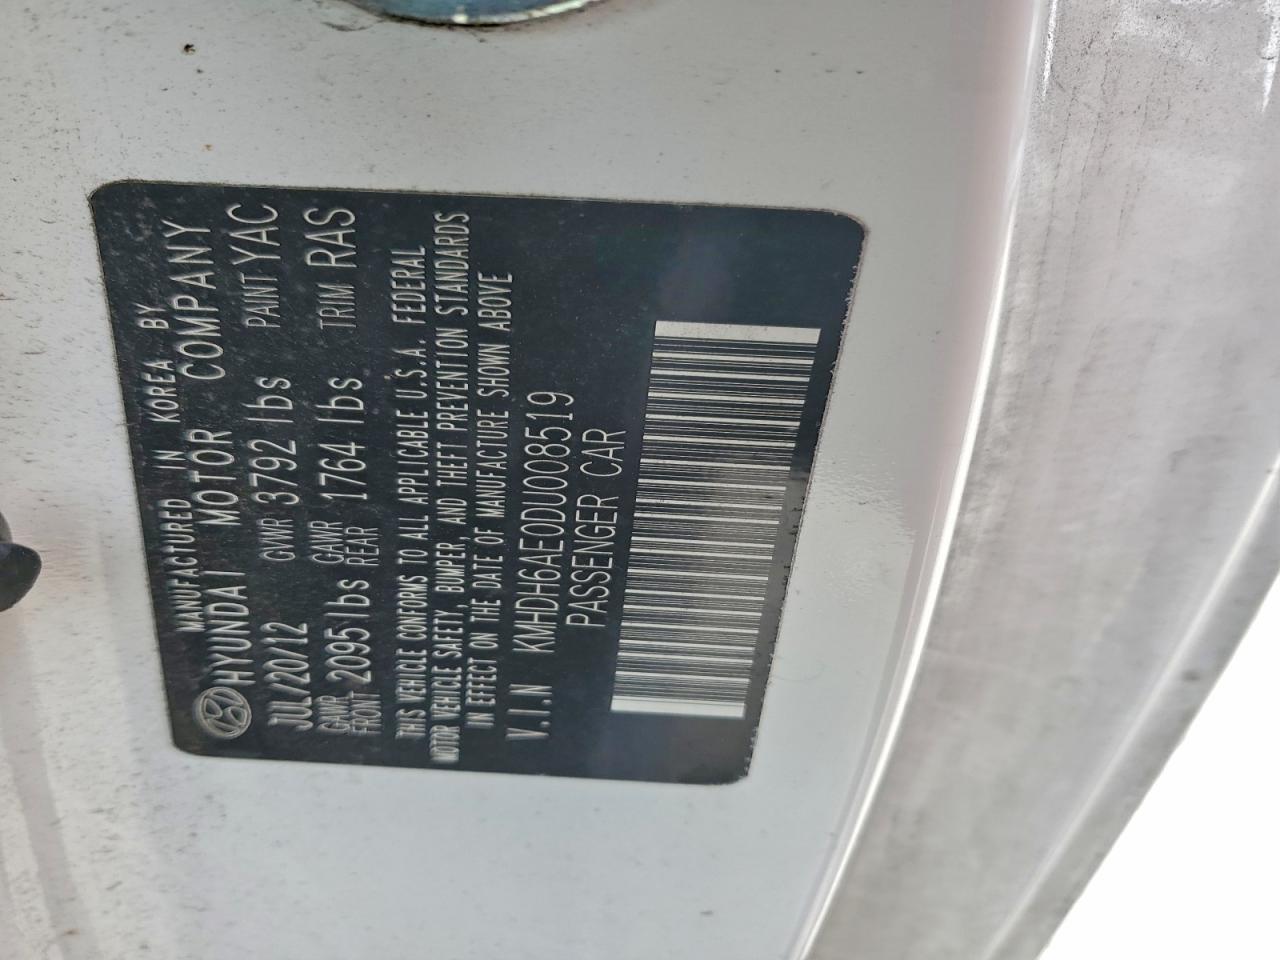 MANUFACTURED IN KOREA BY
HYUNDAI MOTOR COMPANY
JUL/20/12 GVWR 3792 lbs PAINT YAC
GAWR FRONT 2095 lbs GAWR REAR 1764 lbs TRIM RAS
THIS VEHICLE CONFORMS TO ALL APPLICABLE U.S.A. FEDERAL
MOTOR VEHICLE SAFETY, BUMPER, AND THEFT PREVENTION STANDARDS
IN EFFECT ON THE DATE OF MANUFACTURE SHOWN ABOVE
V.I.N KMHDH6AE0DU008519
PASSENGER CAR